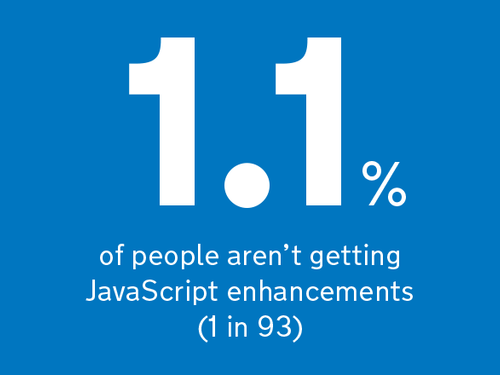 1.1%
of people aren’t getting
JavaScript enhancements
(1 in 93)